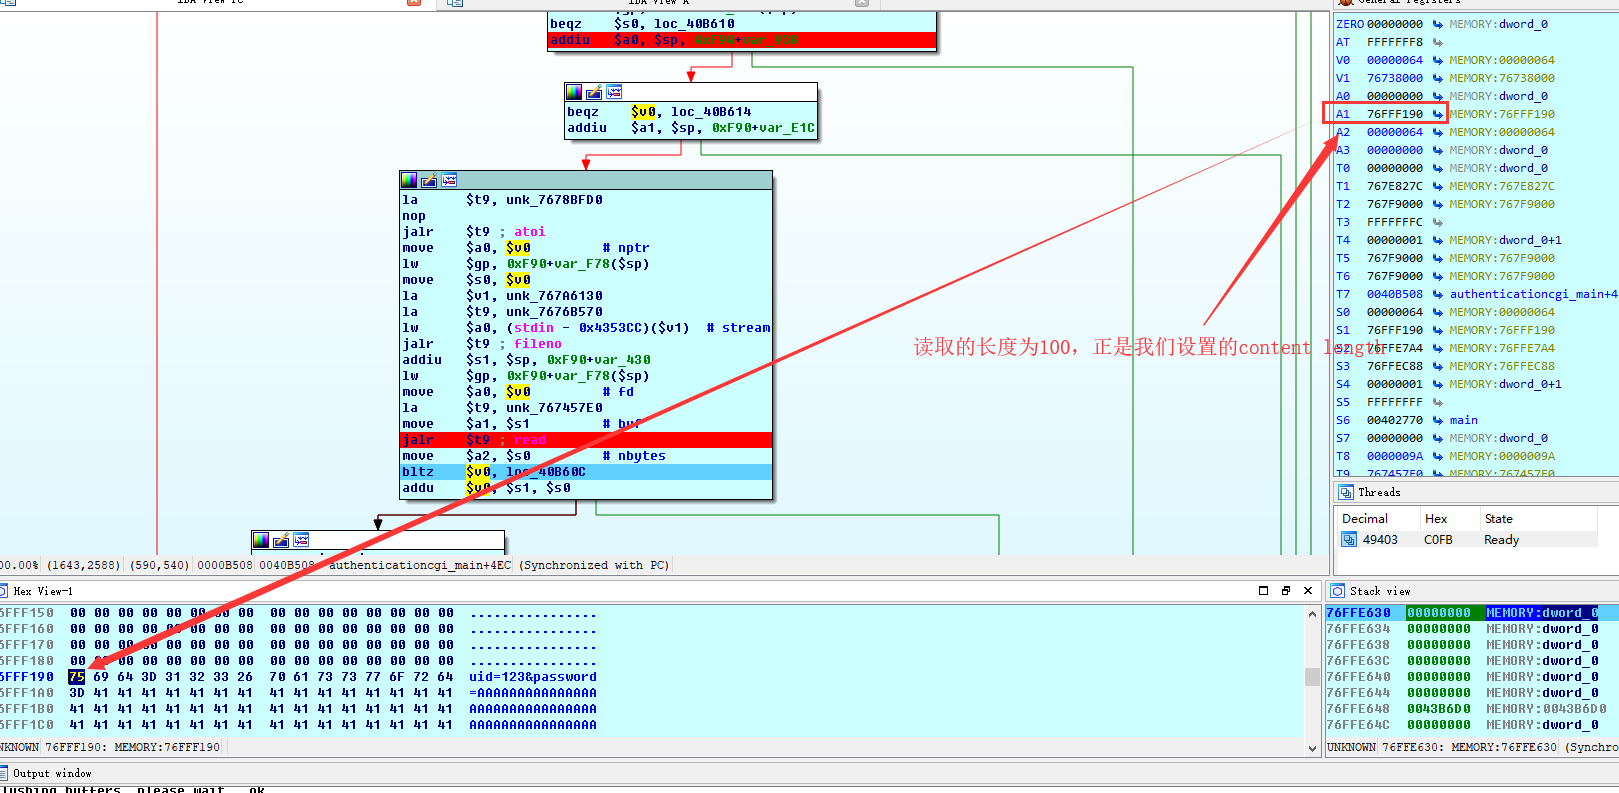 IDA View-A
General registers
beqz $s0, loc_40B610
addiu $a0, $sp, 0xF90+var_D30
beqz $v0, loc_40B614
addiu $a1, $sp, 0xF90+var_E1C
la $t9, unk_7678BFD0
nop
jalr $t9 ; atoi
move $a0, $v0 # nptr
lw $gp, 0xF90+var_F78($sp)
move $s0, $v0
la $v1, unk_767A6130
la $t9, unk_7676B570
lw $a0, (stdin - 0x4353CC)($v1) # stream
jalr $t9 ; fileno
addiu $s1, $sp, 0xF90+var_430
lw $gp, 0xF90+var_F78($sp)
move $a0, $v0 # fd
la $t9, unk_767457E0
move $a1, $s1 # buf
jalr $t9 ; read
move $a2, $s0 # nbytes
bltz $v0, loc_40B60C
addu $v0, $s1, $s0
读取的长度为100，正是我们设置的content length
ZERO 00000000 MEMORY:dword_0
AT FFFFFFF8
V0 00000064 MEMORY:00000064
V1 76738000 MEMORY:76738000
A0 00000000 MEMORY:dword_0
A1 76FFF190 MEMORY:76FFF190
A2 00000064 MEMORY:00000064
A3 00000000 MEMORY:dword_0
T0 00000000 MEMORY:dword_0
T1 767E827C MEMORY:767E827C
T2 767F9000 MEMORY:767F9000
T3 FFFFFFFC
T4 00000001 MEMORY:dword_0+1
T5 767F9000 MEMORY:767F9000
T6 767F9000 MEMORY:767F9000
T7 0040B508 authenticationcgi_main+4
S0 00000064 MEMORY:00000064
S1 76FFF190 MEMORY:76FFF190
S2 76FFE7A4 MEMORY:76FFE7A4
S3 76FFEC88 MEMORY:76FFEC88
S4 00000001 MEMORY:dword_0+1
S5 FFFFFFFF
S6 00402770 main
S7 00000000 MEMORY:dword_0
T8 0000009A MEMORY:0000009A
T9 767457E0 MEMORY:767457E0
Threads
Decimal Hex State
49403 C0FB Ready
00.00% (1643,2588) (590,540) 0000B508 0040B508 authenticationcgi_main+4EC (Synchronized with PC)
Hex View-1
6FFF150 00 00 00 00 00 00 00 00 00 00 00 00 00 00 00 00 ................
6FFF160 00 00 00 00 00 00 00 00 00 00 00 00 00 00 00 00 ................
6FFF170 00 00 00 00 00 00 00 00 00 00 00 00 00 00 00 00 ................
6FFF180 00 00 00 00 00 00 00 00 00 00 00 00 00 00 00 00 ................
6FFF190 75 69 64 3D 31 32 33 26 70 61 73 73 77 6F 72 64 uid=123&password
6FFF1A0 3D 41 41 41 41 41 41 41 41 41 41 41 41 41 41 41 =AAAAAAAAAAAAAAA
6FFF1B0 41 41 41 41 41 41 41 41 41 41 41 41 41 41 41 41 AAAAAAAAAAAAAAAA
6FFF1C0 41 41 41 41 41 41 41 41 41 41 41 41 41 41 41 41 AAAAAAAAAAAAAAAA
NKNOWN 76FFF190: MEMORY:76FFF190
Stack view
76FFE630 00000000 MEMORY:dword_0
76FFE634 00000000 MEMORY:dword_0
76FFE638 00000000 MEMORY:dword_0
76FFE63C 00000000 MEMORY:dword_0
76FFE640 00000000 MEMORY:dword_0
76FFE644 00000000 MEMORY:dword_0
76FFE648 0043B6D0 MEMORY:0043B6D0
76FFE64C 00000000 MEMORY:dword_0
UNKNOWN 76FFE630: MEMORY:76FFE630 (Synchro
Output window
lushing buffers, please wait...ok